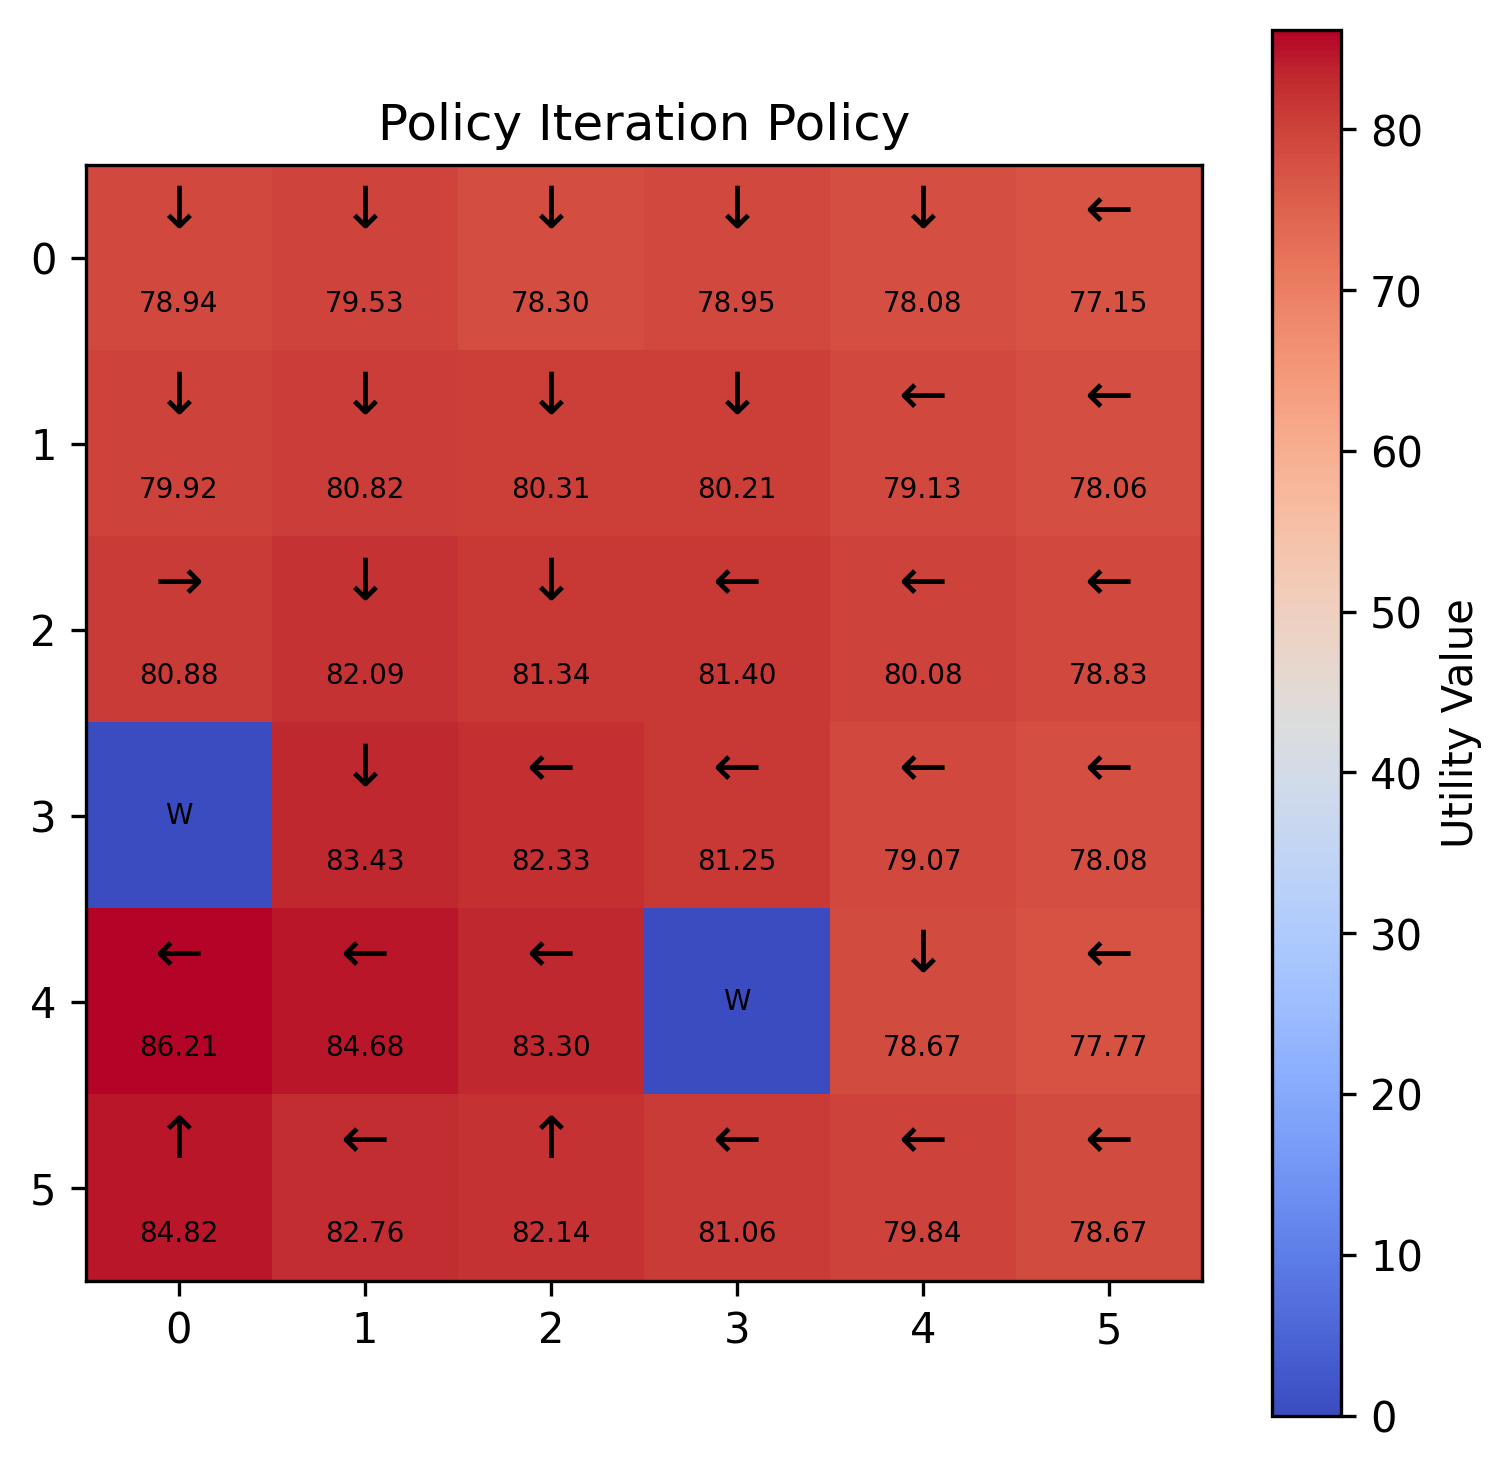 Policy Iteration Policy
↓ ↓ ↓ ↓ ↓ ←
0
78.94 79.53 78.30 78.95 78.08 77.15
↓ ↓ ↓ ↓ ← ←
1
79.92 80.82 80.31 80.21 79.13 78.06
→ ↓ ↓ ← ← ←
2
80.88 82.09 81.34 81.40 80.08 78.83
↓ ← ← ← ←
3 W
83.43 82.33 81.25 79.07 78.08
← ← ← ↓ ←
4 W
86.21 84.68 83.30 78.67 77.77
↑ ← ↑ ← ← ←
5
84.82 82.76 82.14 81.06 79.84 78.67
0 1 2 3 4 5
80
70
60
50
40
30
20
10
0
Utility Value